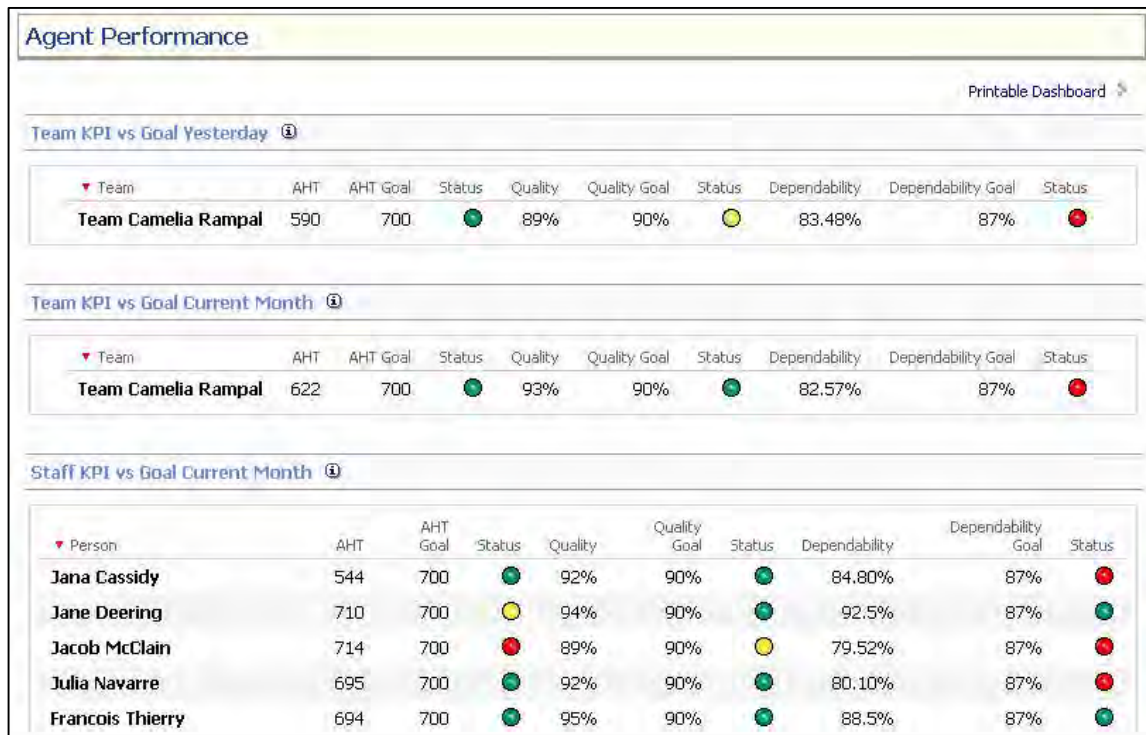 Agent Performance
Printable Dashboard
Team KPI vs Goal Yesterday
Team AHT AHT Goal Status Quality Quality Goal Status Dependability Dependability Goal Status
Team Camelia Rampal 590 700 89% 90% 83.48% 87%
Team KPI vs Goal Current Month
Team AHT AHT Goal Status Quality Quality Goal Status Dependability Dependability Goal Status
Team Camelia Rampal 622 700 93% 90% 82.57% 87%
Staff KPI vs Goal Current Month
Person AHT AHT Goal Status Quality Quality Goal Status Dependability Dependability Goal Status
Jana Cassidy 544 700 92% 90% 84.80% 87%
Jane Deering 710 700 94% 90% 92.5% 87%
Jacob McClain 714 700 89% 90% 79.52% 87%
Julia Navarre 695 700 92% 90% 80.10% 87%
Francois Thierry 694 700 95% 90% 88.5% 87%